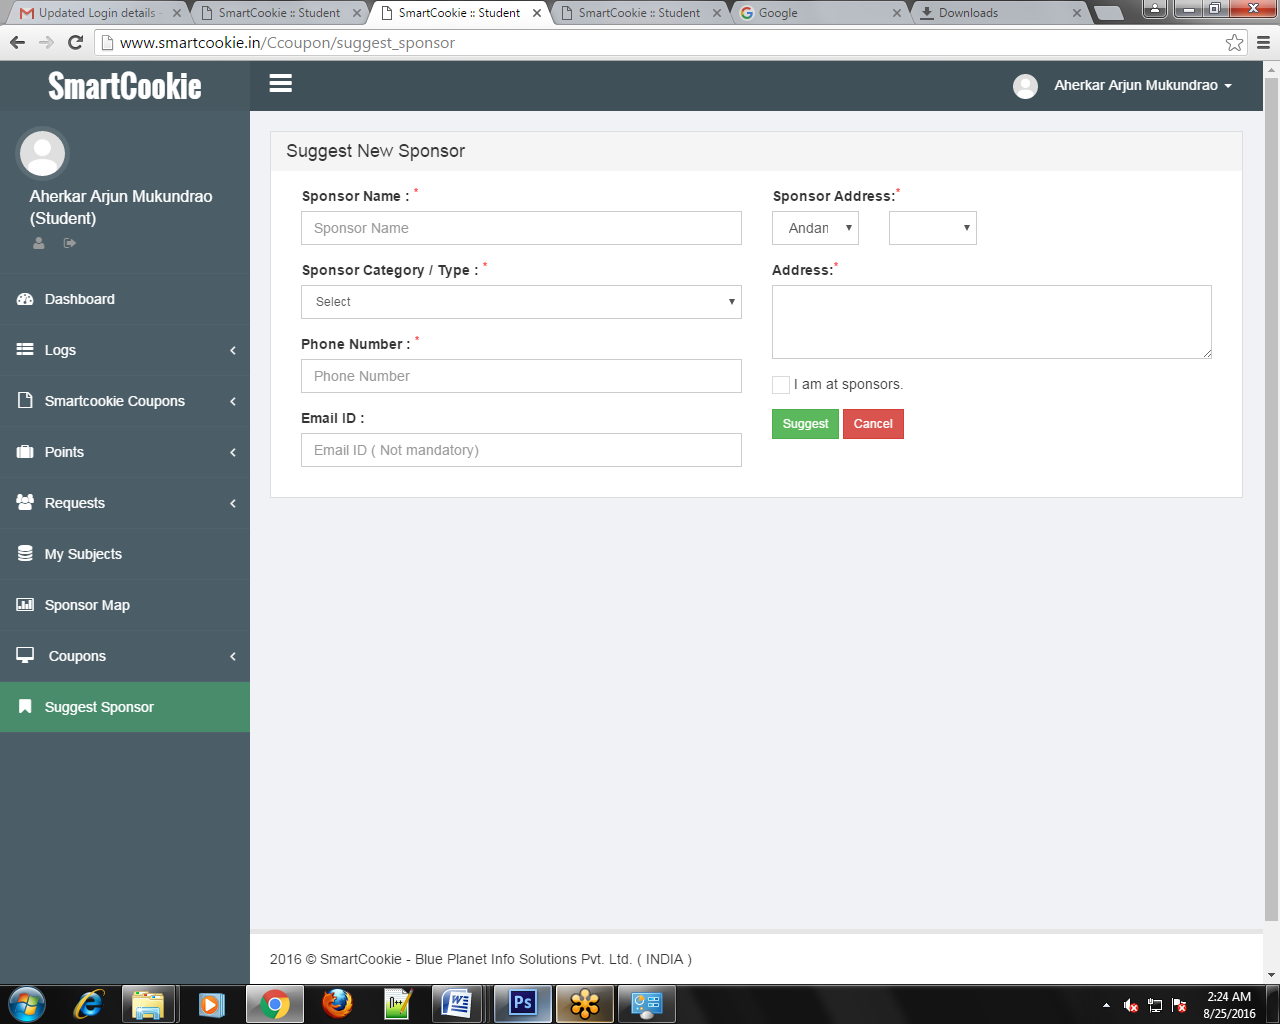 Updated Login details -
SmartCookie :: Student
SmartCookie :: Student
SmartCookie :: Student
Google
Downloads
www.smartcookie.in/Ccoupon/suggest_sponsor
SmartCookie
Aherkar Arjun Mukundrao
Aherkar Arjun Mukundrao
(Student)
Dashboard
Logs
Smartcookie Coupons
Points
Requests
My Subjects
Sponsor Map
Coupons
Suggest Sponsor
Suggest New Sponsor
Sponsor Name : *
Sponsor Name
Sponsor Category / Type : *
Select
Phone Number : *
Phone Number
Email ID :
Email ID ( Not mandatory)
Sponsor Address:*
Andan
Address:*
I am at sponsors.
Suggest Cancel
2016 © SmartCookie - Blue Planet Info Solutions Pvt. Ltd. ( INDIA )
n++
W
Ps
2:24 AM
8/25/2016